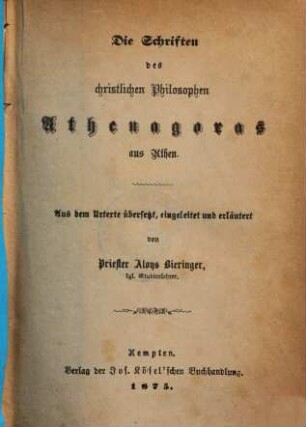 Die Schriften
des
christlichen Philosophen
Athenagoras
aus Athen.
Aus dem Urtexte übersetzt, eingeleitet und erläutert
von
Priester Aloys Bieringer,
kgl. Studienlehrer.
Kempten.
Verlag der Jos. Kösel'schen Buchhandlung.
1875.